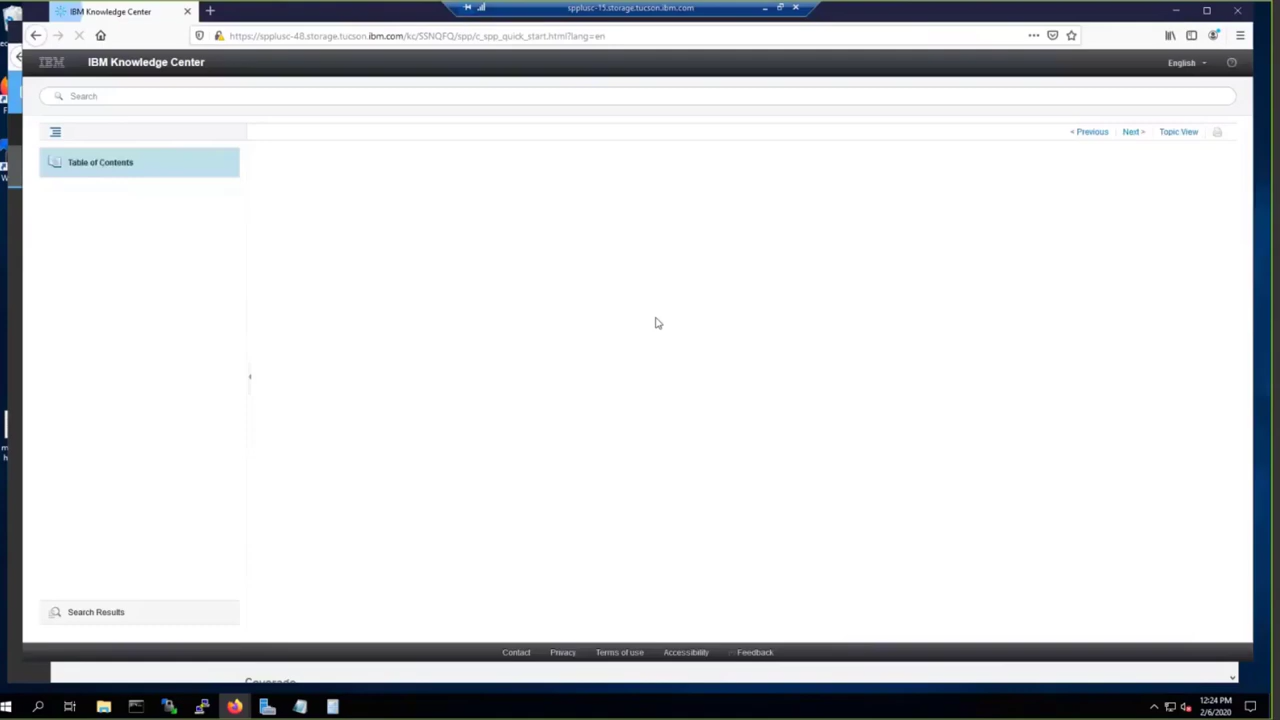 IBM Knowledge Center
spplusc-15.storage.tucson.ibm.com
https://spplusc-48.storage.tucson.ibm.com/kc/SSNQFQ/spp/c_spp_quick_start.html?lang=en
IBM
IBM Knowledge Center
English
Search
< Previous
Next >
Topic View
Table of Contents
Search Results
Contact
Privacy
Terms of use
Accessibility
Feedback
Coverage
12:24 PM
2/6/2020